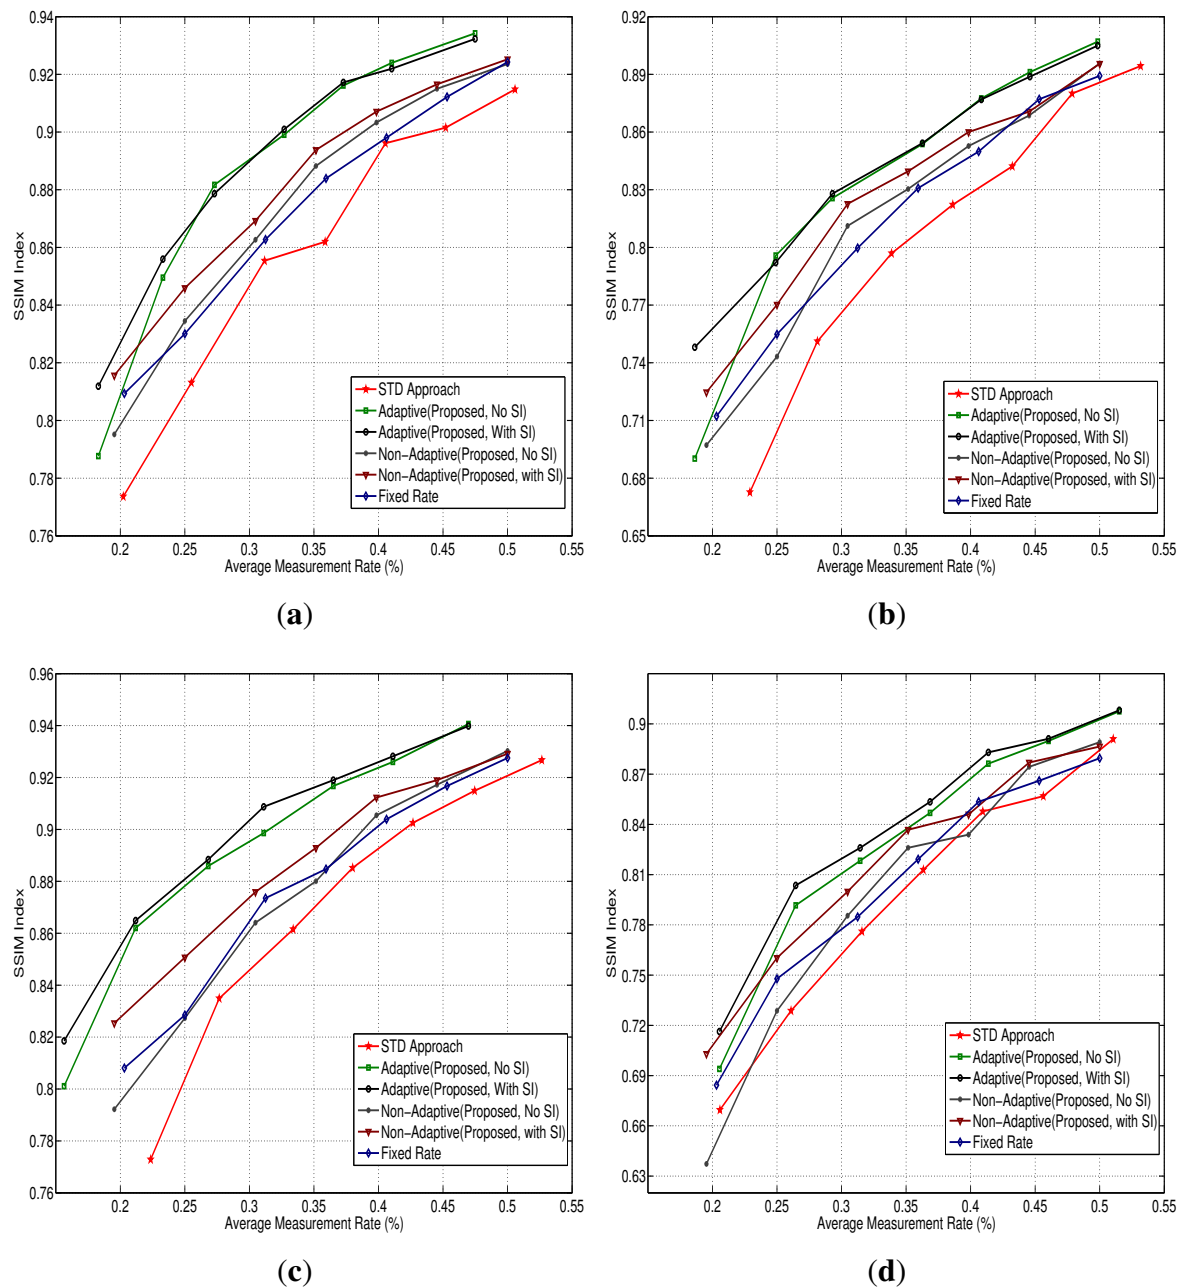 0.94
0.92
0.9
0.88
0.86
0.84
0.82
0.8
0.78
0.76
SSIM Index
STD Approach
Adaptive(Proposed, No SI)
Adaptive(Proposed, With SI)
Non-Adaptive(Proposed, No SI)
Non-Adaptive(Proposed, with SI)
Fixed Rate
0.2 0.25 0.3 0.35 0.4 0.45 0.5 0.55
Average Measurement Rate (%)
(a)
0.92
0.89
0.86
0.83
0.8
0.77
0.74
0.71
0.68
0.65
SSIM Index
STD Approach
Adaptive(Proposed, No SI)
Adaptive(Proposed, With SI)
Non-Adaptive(Proposed, No SI)
Non-Adaptive(Proposed, with SI)
Fixed Rate
0.2 0.25 0.3 0.35 0.4 0.45 0.5 0.55
Average Measurement Rate (%)
(b)
0.96
0.94
0.92
0.9
0.88
0.86
0.84
0.82
0.8
0.78
0.76
SSIM Index
STD Approach
Adaptive(Proposed, No SI)
Adaptive(Proposed, With SI)
Non-Adaptive(Proposed, No SI)
Non-Adaptive(Proposed, with SI)
Fixed Rate
0.2 0.25 0.3 0.35 0.4 0.45 0.5 0.55
Average Measurement Rate (%)
(c)
0.9
0.87
0.84
0.81
0.78
0.75
0.72
0.69
0.66
0.63
SSIM Index
STD Approach
Adaptive(Proposed, No SI)
Adaptive(Proposed, With SI)
Non-Adaptive(Proposed, No SI)
Non-Adaptive(Proposed, with SI)
Fixed Rate
0.2 0.25 0.3 0.35 0.4 0.45 0.5 0.55
Average Measurement Rate (%)
(d)